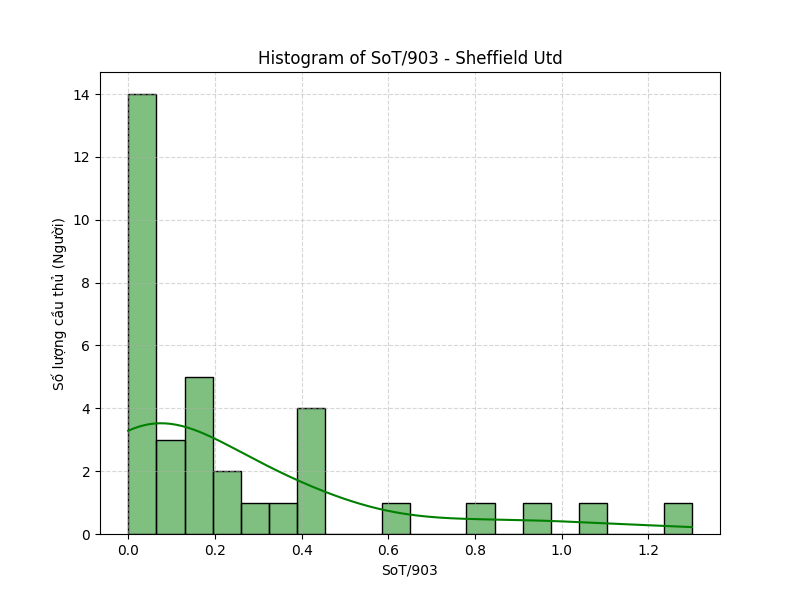 Histogram of SoT/903 - Sheffield Utd
Số lượng cầu thủ (Người)
14
12
10
8
6
4
2
0
0.0 0.2 0.4 0.6 0.8 1.0 1.2
SoT/903